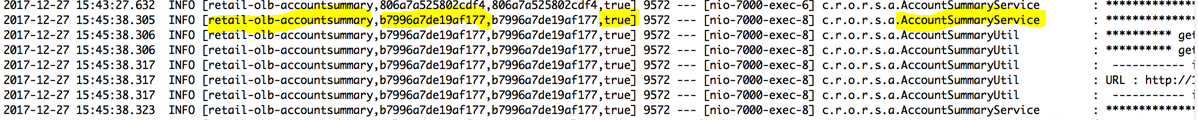 2017-12-27 15:43:27.632 INFO [retail-olb-accountsummary,806a7a525802cdf4,806a7a525802cdf4,true] 9572 --- [nio-7000-exec-6] c.r.o.r.s.a.AccountSummaryService : **************
2017-12-27 15:45:38.305 INFO [retail-olb-accountsummary,b7996a7de19af177,b7996a7de19af177,true] 9572 --- [nio-7000-exec-8] c.r.o.r.s.a.AccountSummaryService : **************
2017-12-27 15:45:38.306 INFO [retail-olb-accountsummary,b7996a7de19af177,b7996a7de19af177,true] 9572 --- [nio-7000-exec-8] c.r.o.r.s.a.AccountSummaryUtil : ********* get
2017-12-27 15:45:38.306 INFO [retail-olb-accountsummary,b7996a7de19af177,b7996a7de19af177,true] 9572 --- [nio-7000-exec-8] c.r.o.r.s.a.AccountSummaryUtil : ********* get
2017-12-27 15:45:38.317 INFO [retail-olb-accountsummary,b7996a7de19af177,b7996a7de19af177,true] 9572 --- [nio-7000-exec-8] c.r.o.r.s.a.AccountSummaryUtil : -----------
2017-12-27 15:45:38.317 INFO [retail-olb-accountsummary,b7996a7de19af177,b7996a7de19af177,true] 9572 --- [nio-7000-exec-8] c.r.o.r.s.a.AccountSummaryUtil : URL : http://
2017-12-27 15:45:38.317 INFO [retail-olb-accountsummary,b7996a7de19af177,b7996a7de19af177,true] 9572 --- [nio-7000-exec-8] c.r.o.r.s.a.AccountSummaryUtil : -----------
2017-12-27 15:45:38.323 INFO [retail-olb-accountsummary,b7996a7de19af177,b7996a7de19af177,true] 9572 --- [nio-7000-exec-8] c.r.o.r.s.a.AccountSummaryService : **************